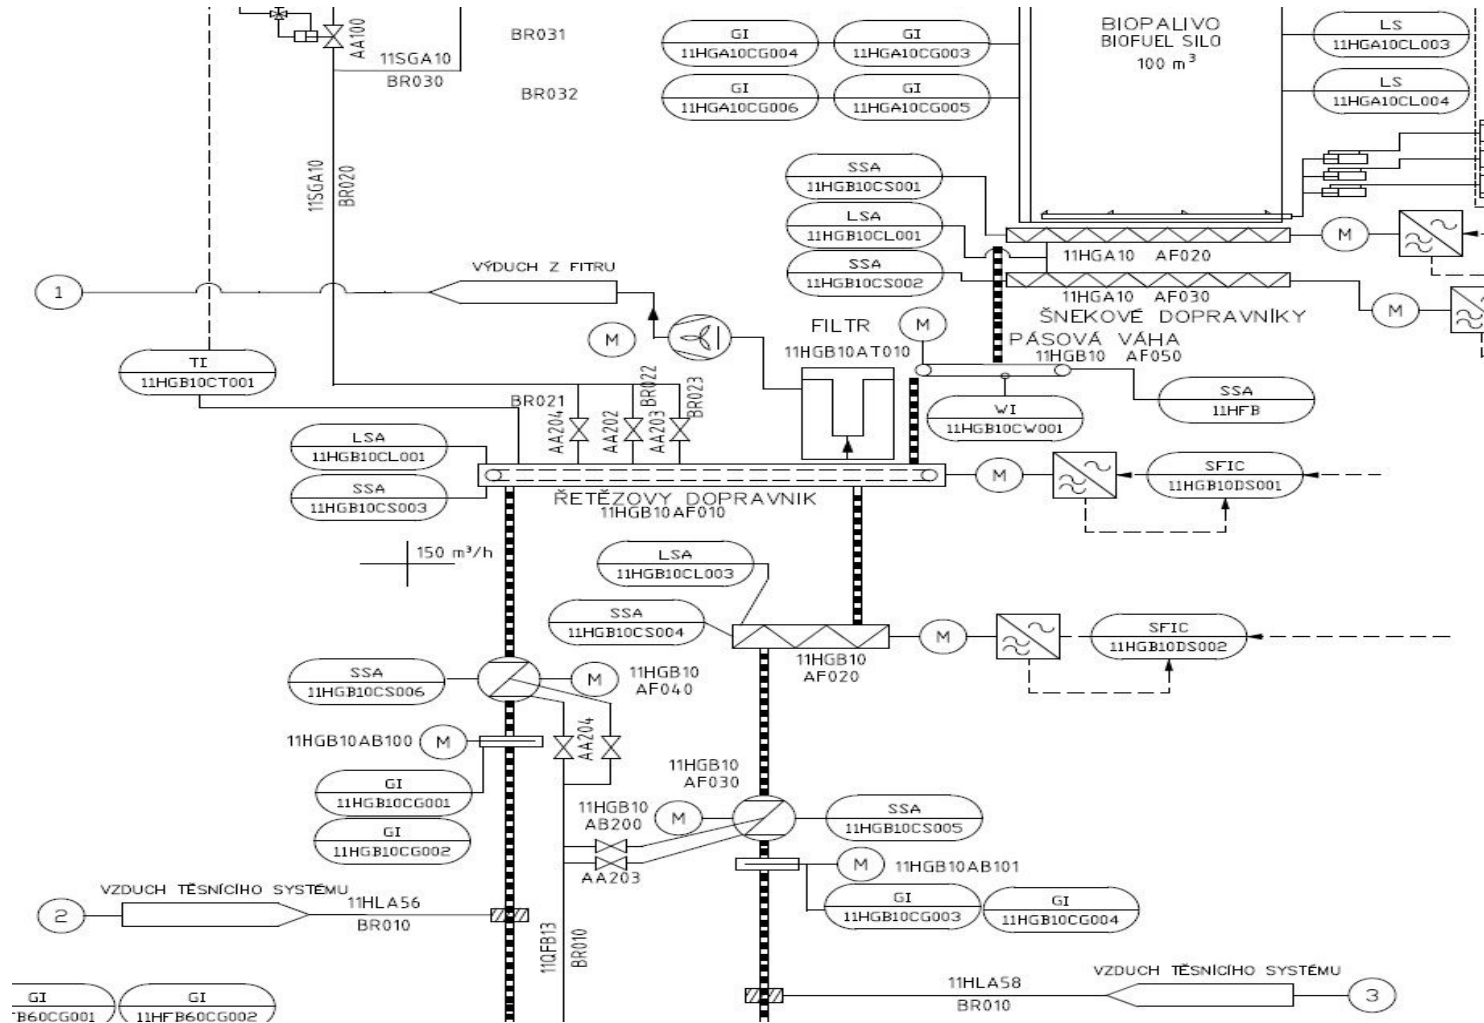 BIOPALIVO
BIOFUEL SILO
100 m³
GI
11HGA10CG004
GI
11HGA10CG003
LS
11HGA10CL003
BR031
AA100
11SGA10
BR030
BR032
GI
11HGA10CG006
GI
11HGA10CG005
LS
11HGA10CL004
11SGA10
BR020
SSA
11HGB10CS001
LSA
11HGB10CL001
SSA
11HGB10CS002
M
11HGA10 AF020
M
11HGA10 AF030
ŠNEKOVÉ DOPRAVNÍKY
1
VÝDUCH Z FITRU
M
FILTR
11HGB10AT010
M
PÁSOVÁ VÁHA
11HGB10 AF050
TI
11HGB10CT001
BR021
BR022
BR023
AA204
AA202
AA203
WI
11HGB10CW001
SSA
11HFB
LSA
11HGB10CL001
SSA
11HGB10CS003
ŘETĚZOVY DOPRAVNIK
11HGB10AF010
M
SFIC
11HGB10DS001
150 m³/h
LSA
11HGB10CL003
SSA
11HGB10CS004
11HGB10
AF020
M
SFIC
11HGB10DS002
SSA
11HGB10CS006
M
11HGB10
AF040
11HGB10AB100
M
AA204
GI
11HGB10CG001
GI
11HGB10CG002
11HGB10
AF030
11HGB10
AB200
M
SSA
11HGB10CS005
AA203
M
11HGB10AB101
GI
11HGB10CG003
GI
11HGB10CG004
2
VZDUCH TĚSNÍCÍHO SYSTÉMU
11HLA56
BR010
11QFB13
BR010
11HLA58
BR010
VZDUCH TĚSNÍCÍHO SYSTÉMU
3
GI
GI
11HFB60CG002